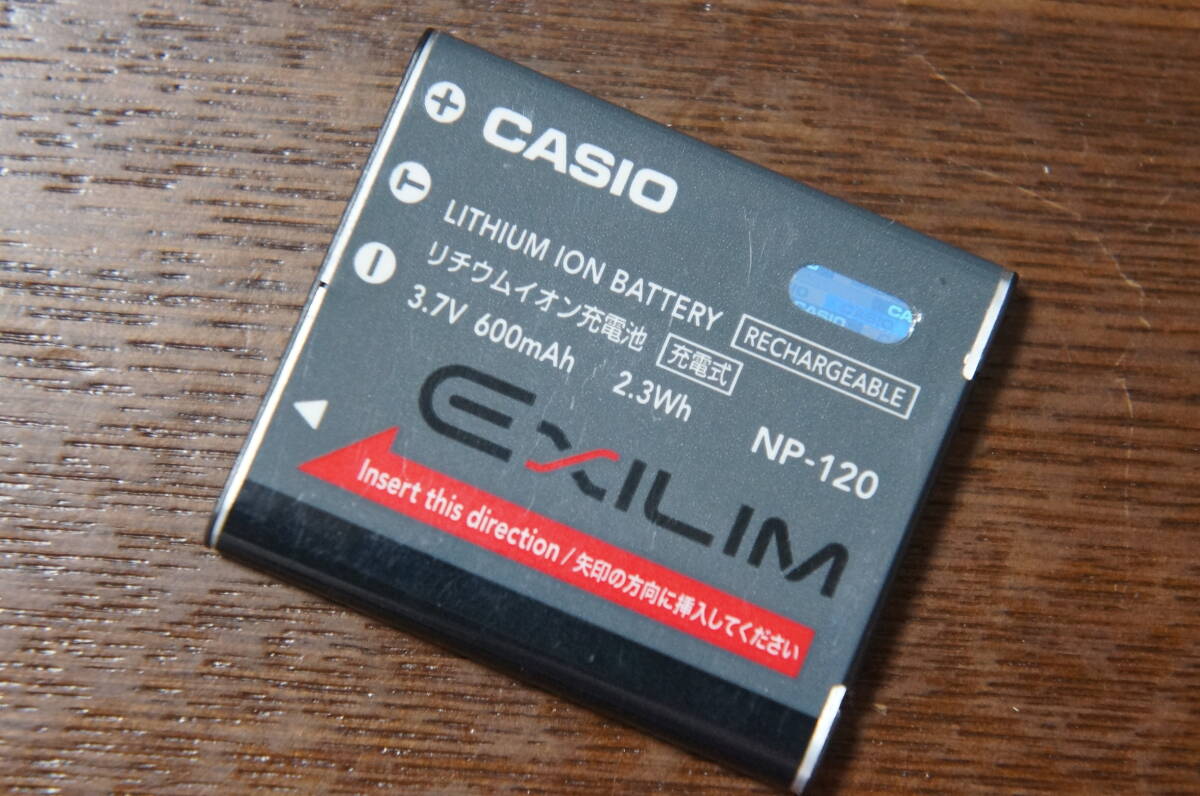 CASIO
LITHIUM ION BATTERY RECHARGEABLE
リチウムイオン充電池 充電式
3.7V 600mAh 2.3Wh
NP-120
EXILIM
Insert this direction / 矢印の方向に挿入してください
+
T
−
CASIO
CA